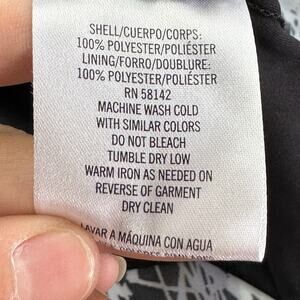 SHELL/CUERPO/CORPS:
100% POLYESTER/POLIÉSTER
LINING/FORRO/DOUBLURE:
100% POLYESTER/POLIÉSTER
RN 58142
MACHINE WASH COLD
WITH SIMILAR COLORS
DO NOT BLEACH
TUMBLE DRY LOW
WARM IRON AS NEEDED ON
REVERSE OF GARMENT
DRY CLEAN
LAVAR A MÁQUINA CON AGUA